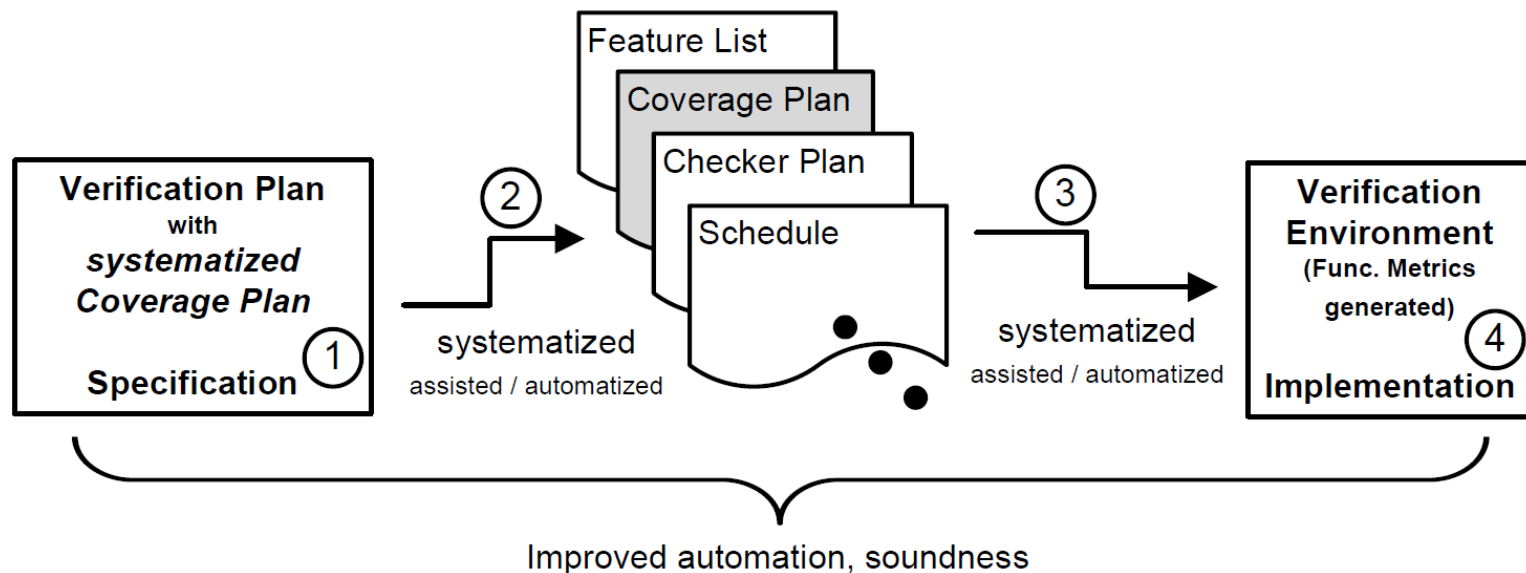 Feature List
Coverage Plan
Checker Plan
Schedule
Verification Plan
with
systematized
Coverage Plan
1
Specification
2
systematized
assisted / automatized
3
systematized
assisted / automatized
Verification
Environment
(Func. Metrics
generated)
4
Implementation
Improved automation, soundness